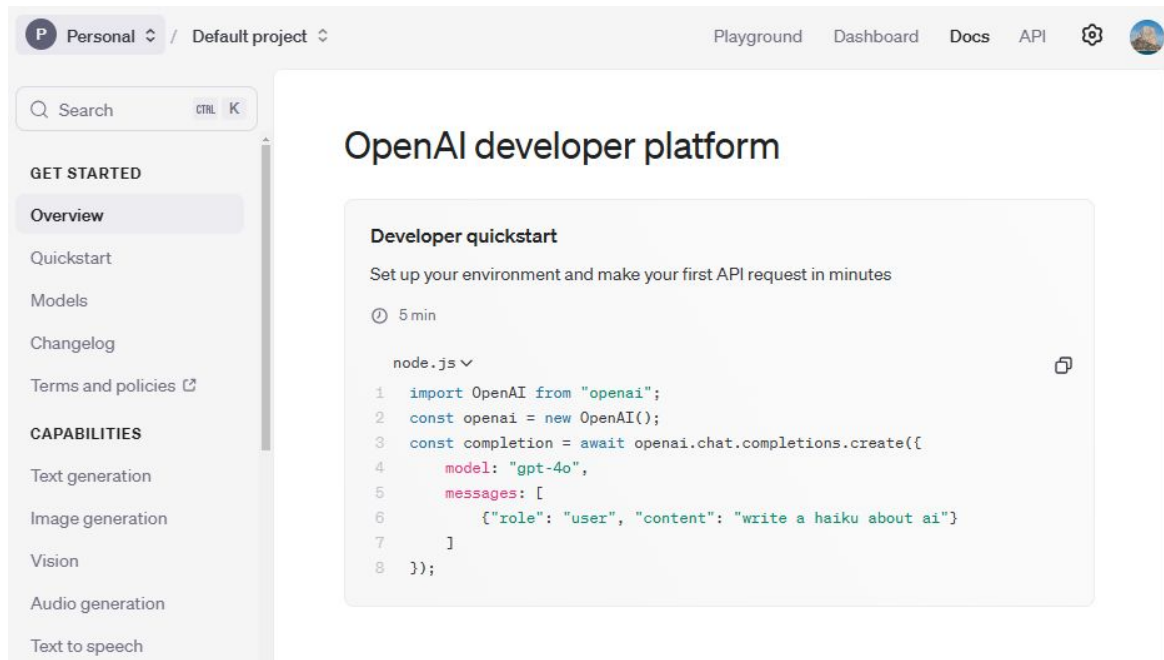 P Personal / Default project
Playground Dashboard Docs API
Search CTRL K
GET STARTED
Overview
Quickstart
Models
Changelog
Terms and policies
CAPABILITIES
Text generation
Image generation
Vision
Audio generation
Text to speech
OpenAI developer platform
Developer quickstart
Set up your environment and make your first API request in minutes
5 min
node.js
1 import OpenAI from "openai";
2 const openai = new OpenAI();
3 const completion = await openai.chat.completions.create({
4     model: "gpt-4o",
5     messages: [
6         {"role": "user", "content": "write a haiku about ai"}
7     ]
8 });